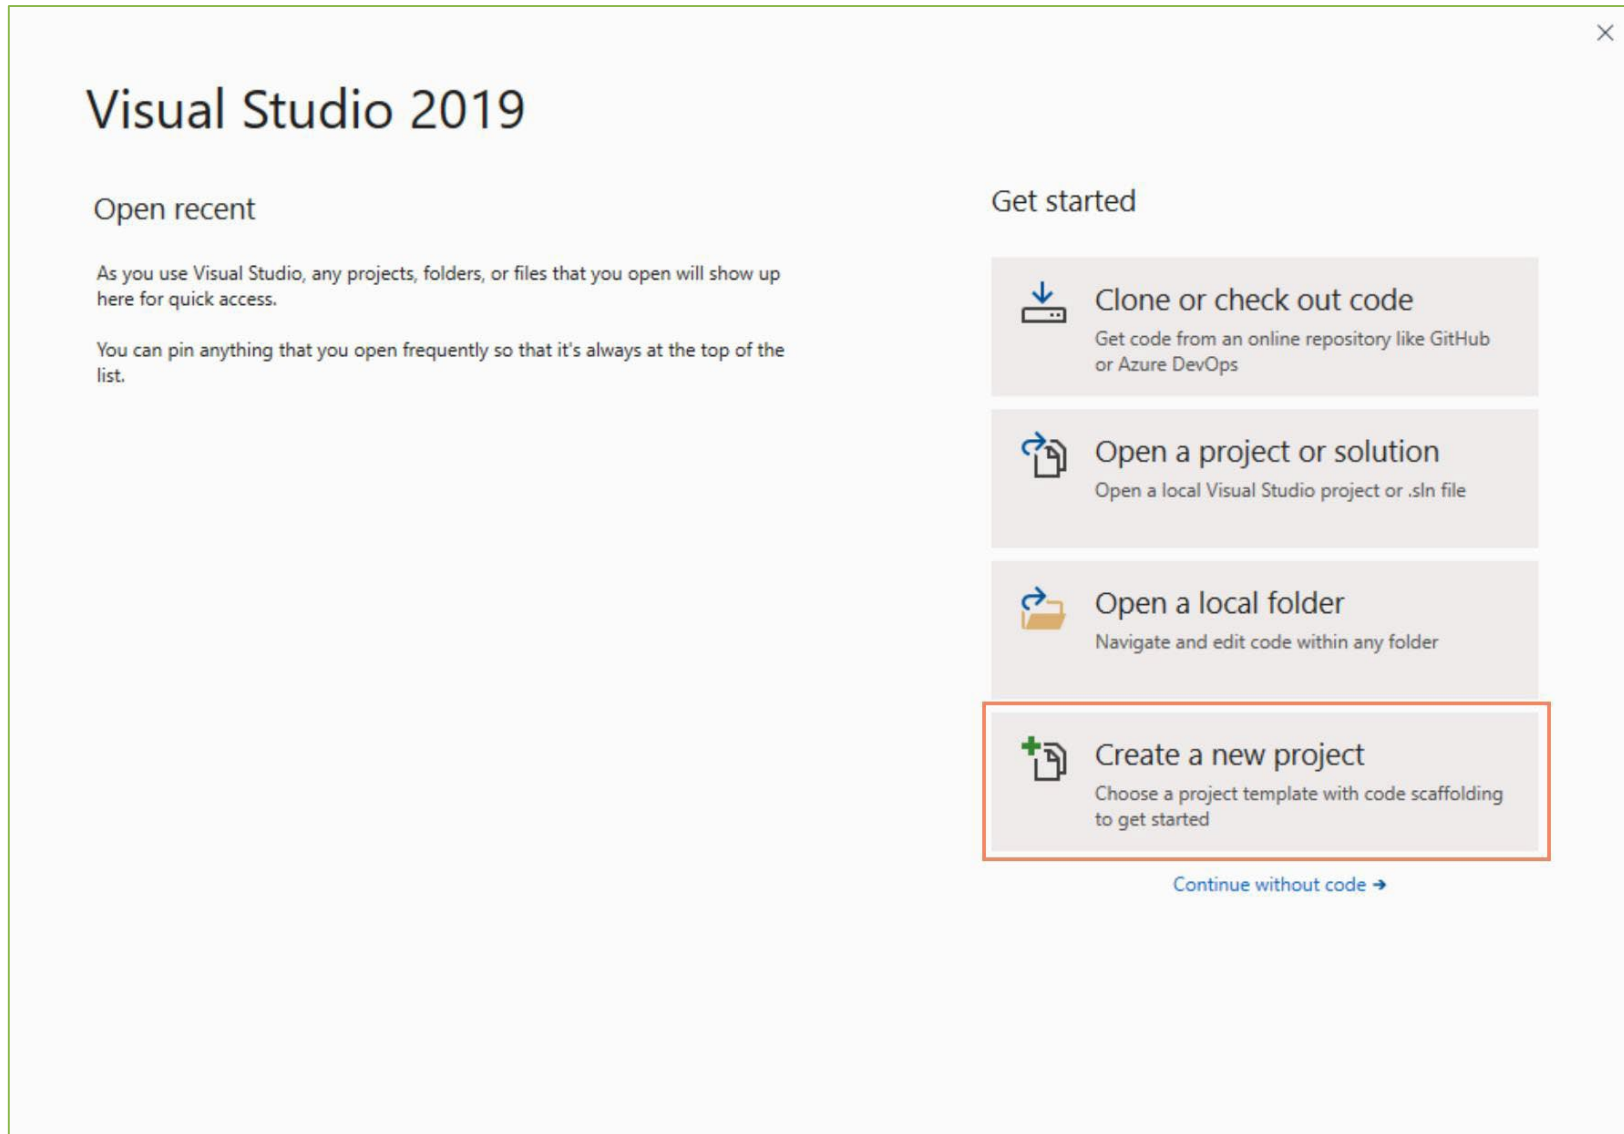 Visual Studio 2019
Open recent
As you use Visual Studio, any projects, folders, or files that you open will show up
here for quick access.
You can pin anything that you open frequently so that it's always at the top of the
list.
Get started
Clone or check out code
Get code from an online repository like GitHub
or Azure DevOps
Open a project or solution
Open a local Visual Studio project or .sln file
Open a local folder
Navigate and edit code within any folder
Create a new project
Choose a project template with code scaffolding
to get started
Continue without code →